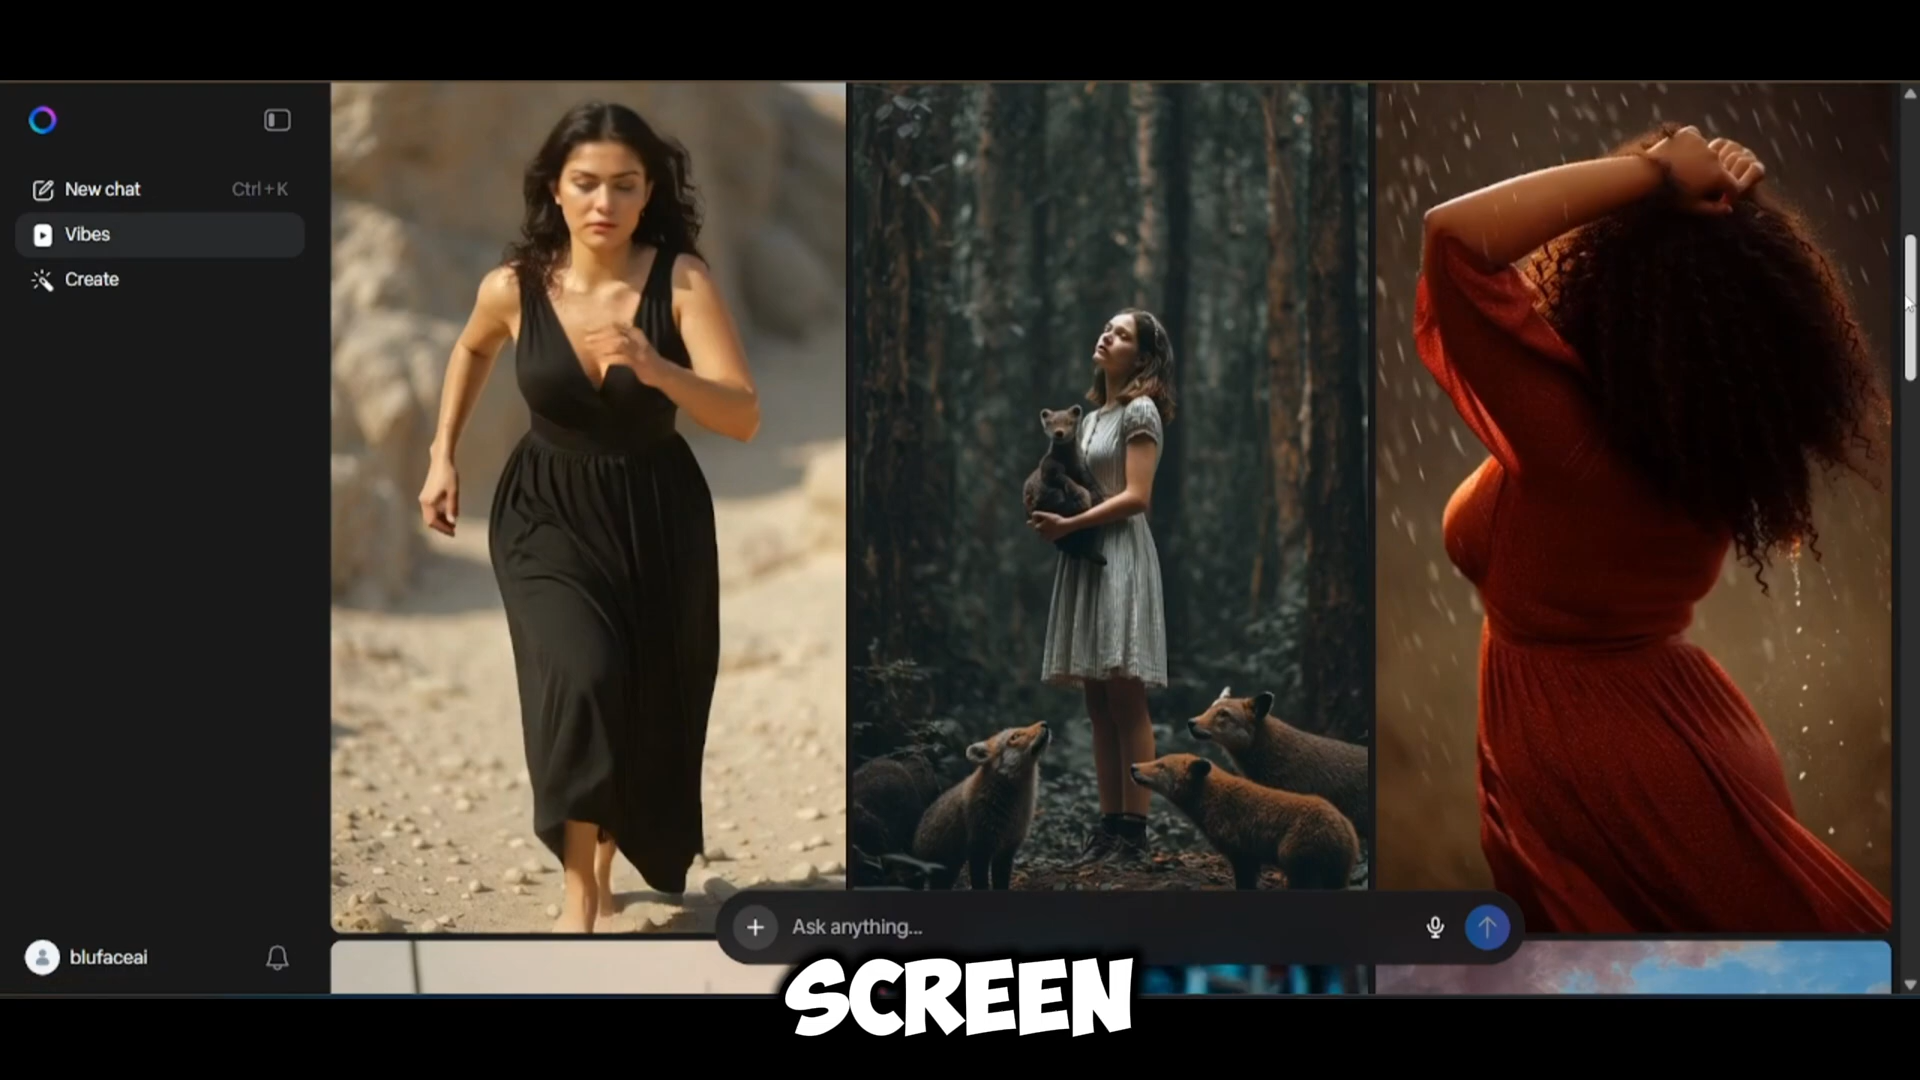 New chat Ctrl+K
Vibes
Create
Ask anything...
blufaceai
SCREEN